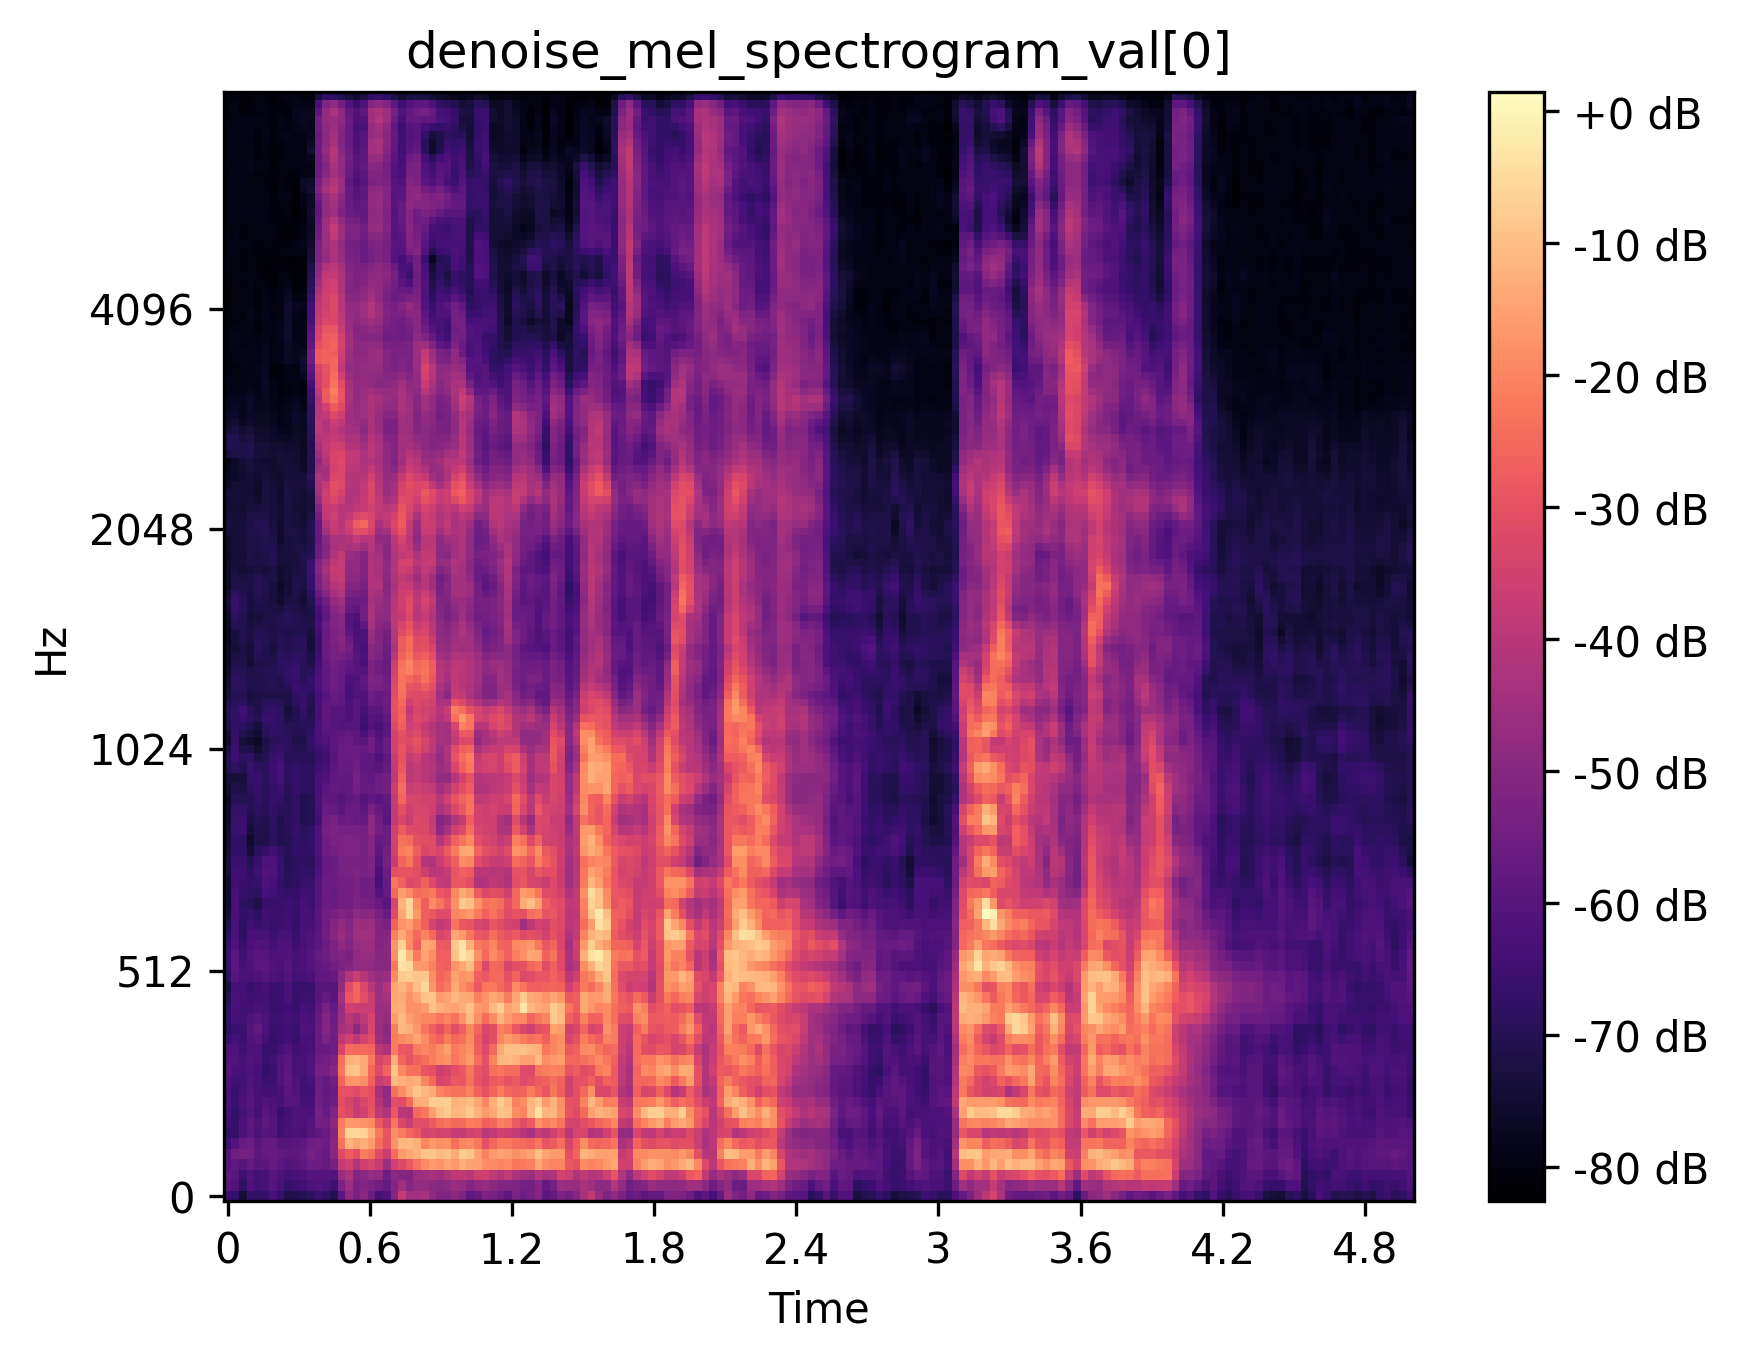 denoise_mel_spectrogram_val[0]
Hz
4096
2048
1024
512
0
0 0.6 1.2 1.8 2.4 3 3.6 4.2 4.8
Time
+0 dB
-10 dB
-20 dB
-30 dB
-40 dB
-50 dB
-60 dB
-70 dB
-80 dB